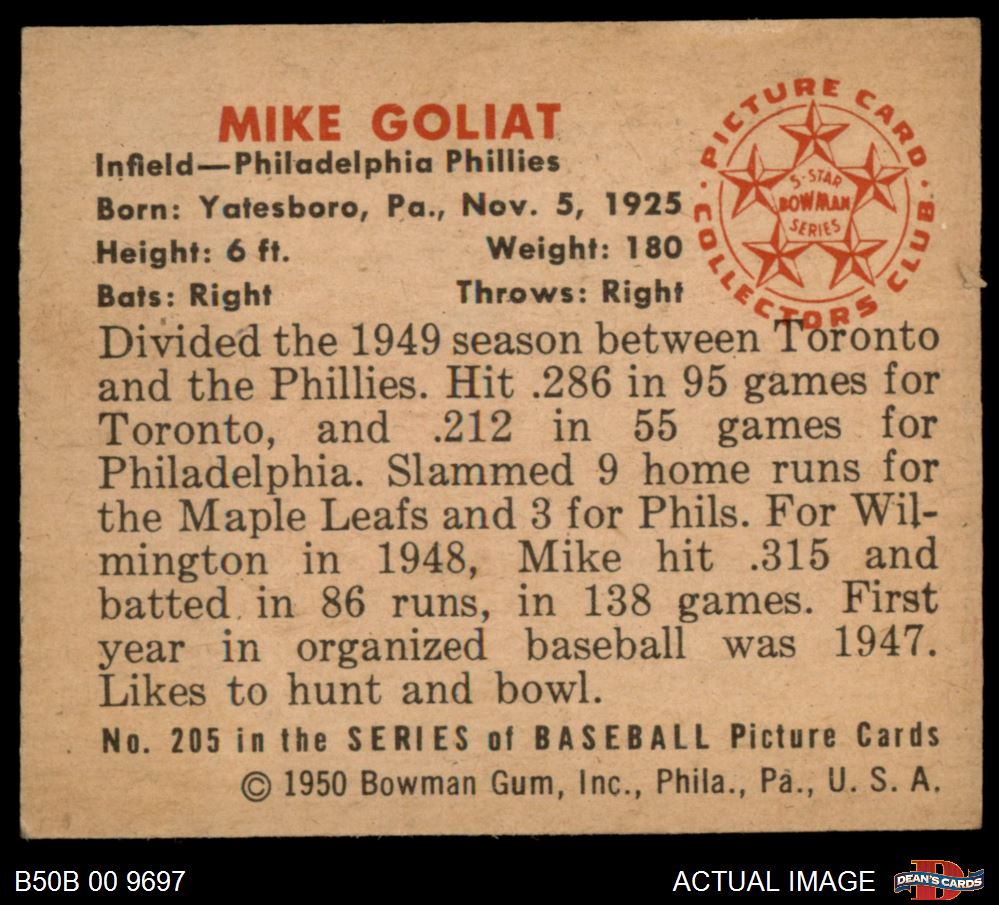 MIKE GOLIAT
Infield—Philadelphia Phillies
Born: Yatesboro, Pa., Nov. 5, 1925
Height: 6 ft. Weight: 180
Bats: Right Throws: Right
PICTURE CARD
COLLECTORS CLUB
5-STAR
BOWMAN
SERIES
Divided the 1949 season between Toronto
and the Phillies. Hit .286 in 95 games for
Toronto, and .212 in 55 games for
Philadelphia. Slammed 9 home runs for
the Maple Leafs and 3 for Phils. For Wil-
mington in 1948, Mike hit .315 and
batted in 86 runs, in 138 games. First
year in organized baseball was 1947.
Likes to hunt and bowl.
No. 205 in the SERIES of BASEBALL Picture Cards
© 1950 Bowman Gum, Inc., Phila., Pa., U. S. A.
B50B 00 9697
ACTUAL IMAGE
DEAN'S CARDS